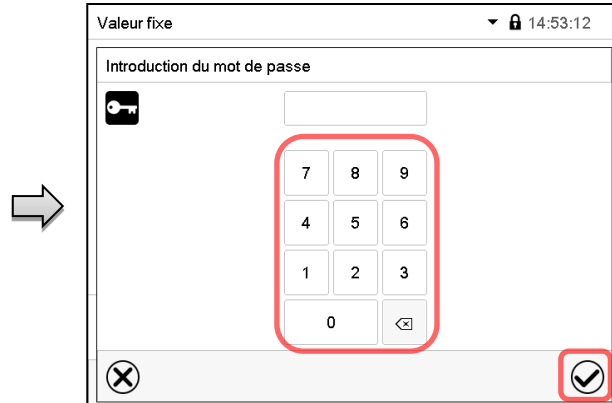 Valeur fixe 14:53:12
Introduction du mot de passe
7 8 9
4 5 6
1 2 3
0